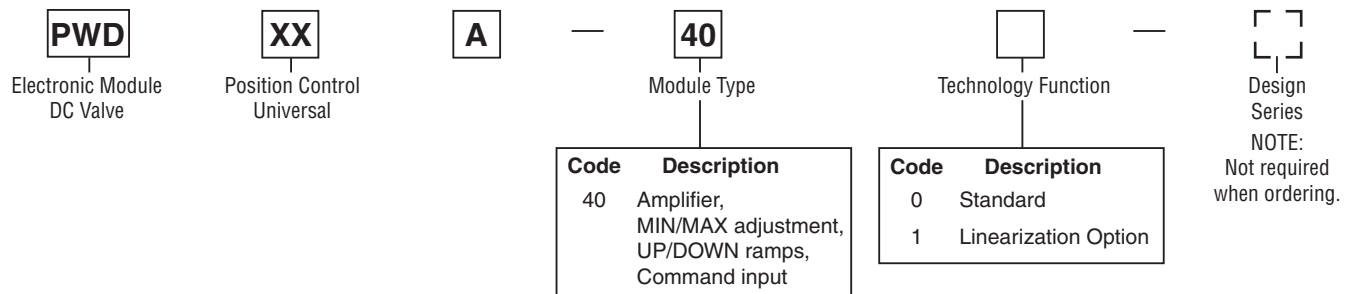 PWD XX A — 40 —
Electronic Module
DC Valve
Position Control
Universal
Module Type
Technology Function
Design
Series
NOTE:
Not required
when ordering.
Code Description
40 Amplifier,
MIN/MAX adjustment,
UP/DOWN ramps,
Command input
Code Description
0 Standard
1 Linearization Option